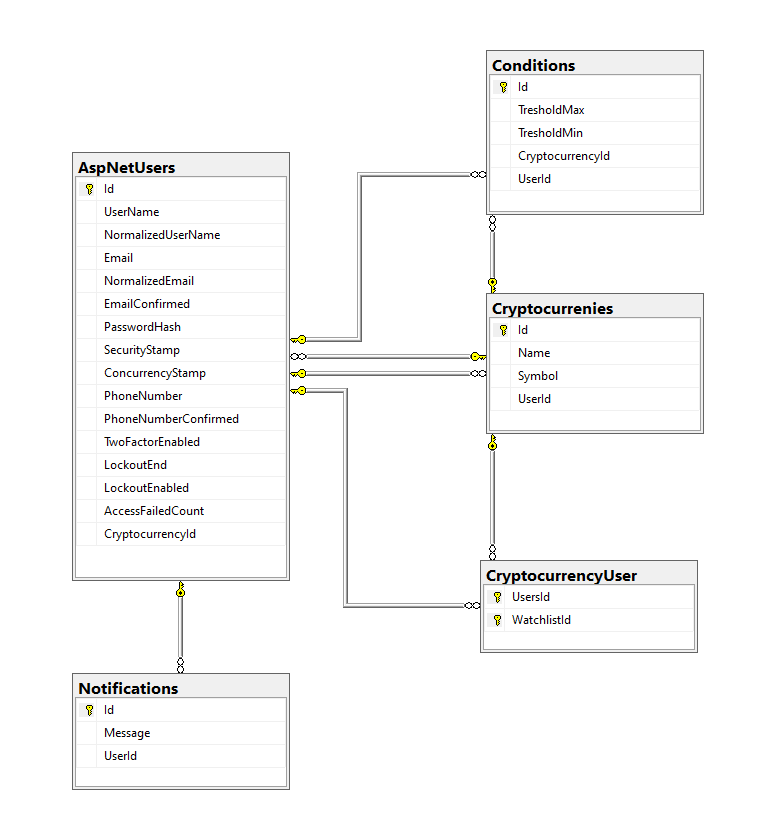 AspNetUsers
Id
UserName
NormalizedUserName
Email
NormalizedEmail
EmailConfirmed
PasswordHash
SecurityStamp
ConcurrencyStamp
PhoneNumber
PhoneNumberConfirmed
TwoFactorEnabled
LockoutEnd
LockoutEnabled
AccessFailedCount
CryptocurrencyId
Notifications
Id
Message
UserId
Conditions
Id
TresholdMax
TresholdMin
CryptocurrencyId
UserId
Cryptocurrenies
Id
Name
Symbol
UserId
CryptocurrencyUser
UsersId
WatchlistId